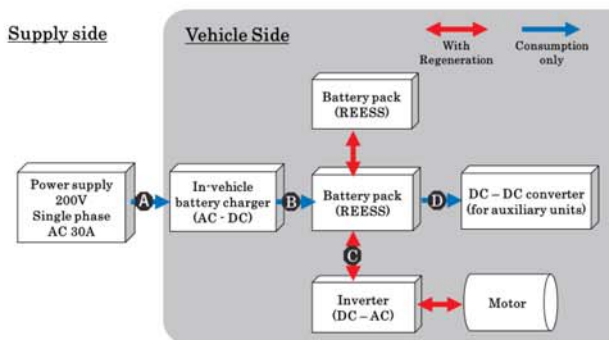 Supply side
Vehicle Side
With
Regeneration
Consumption
only
Battery pack
(REESS)
Power supply
200V
Single phase
AC 30A
A
In-vehicle
battery charger
(AC - DC)
B
Battery pack
(REESS)
D
DC – DC converter
(for auxiliary units)
C
Inverter
(DC – AC)
Motor